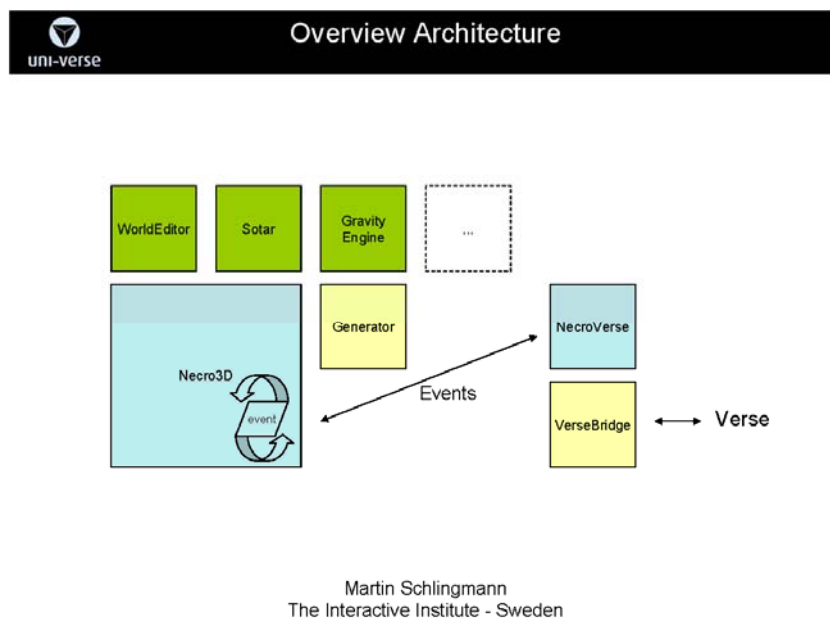 uni-verse
Overview Architecture
WorldEditor
Sotar
Gravity
Engine
...
Generator
NecroVerse
Necro3D
event
Events
VerseBridge
Verse
Martin Schlingmann
The Interactive Institute - Sweden